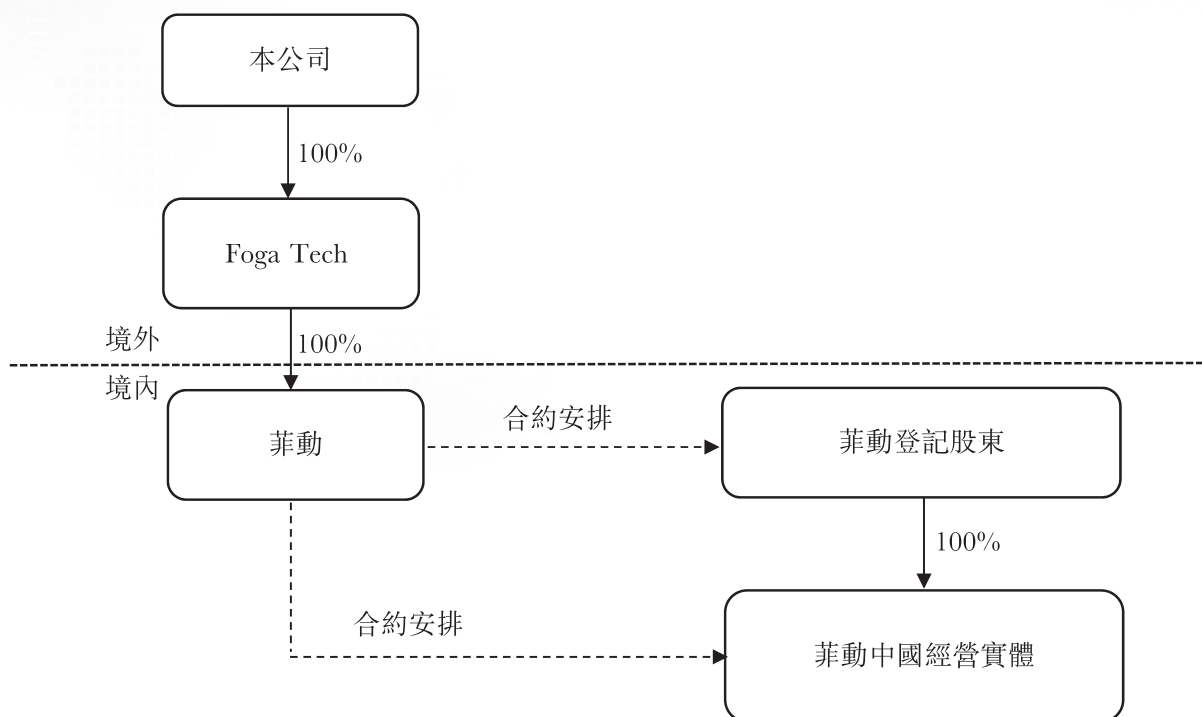 本公司
100%
Foga Tech
境外
100%
境內
菲動
合約安排
菲動登記股東
100%
合約安排
菲動中國經營實體